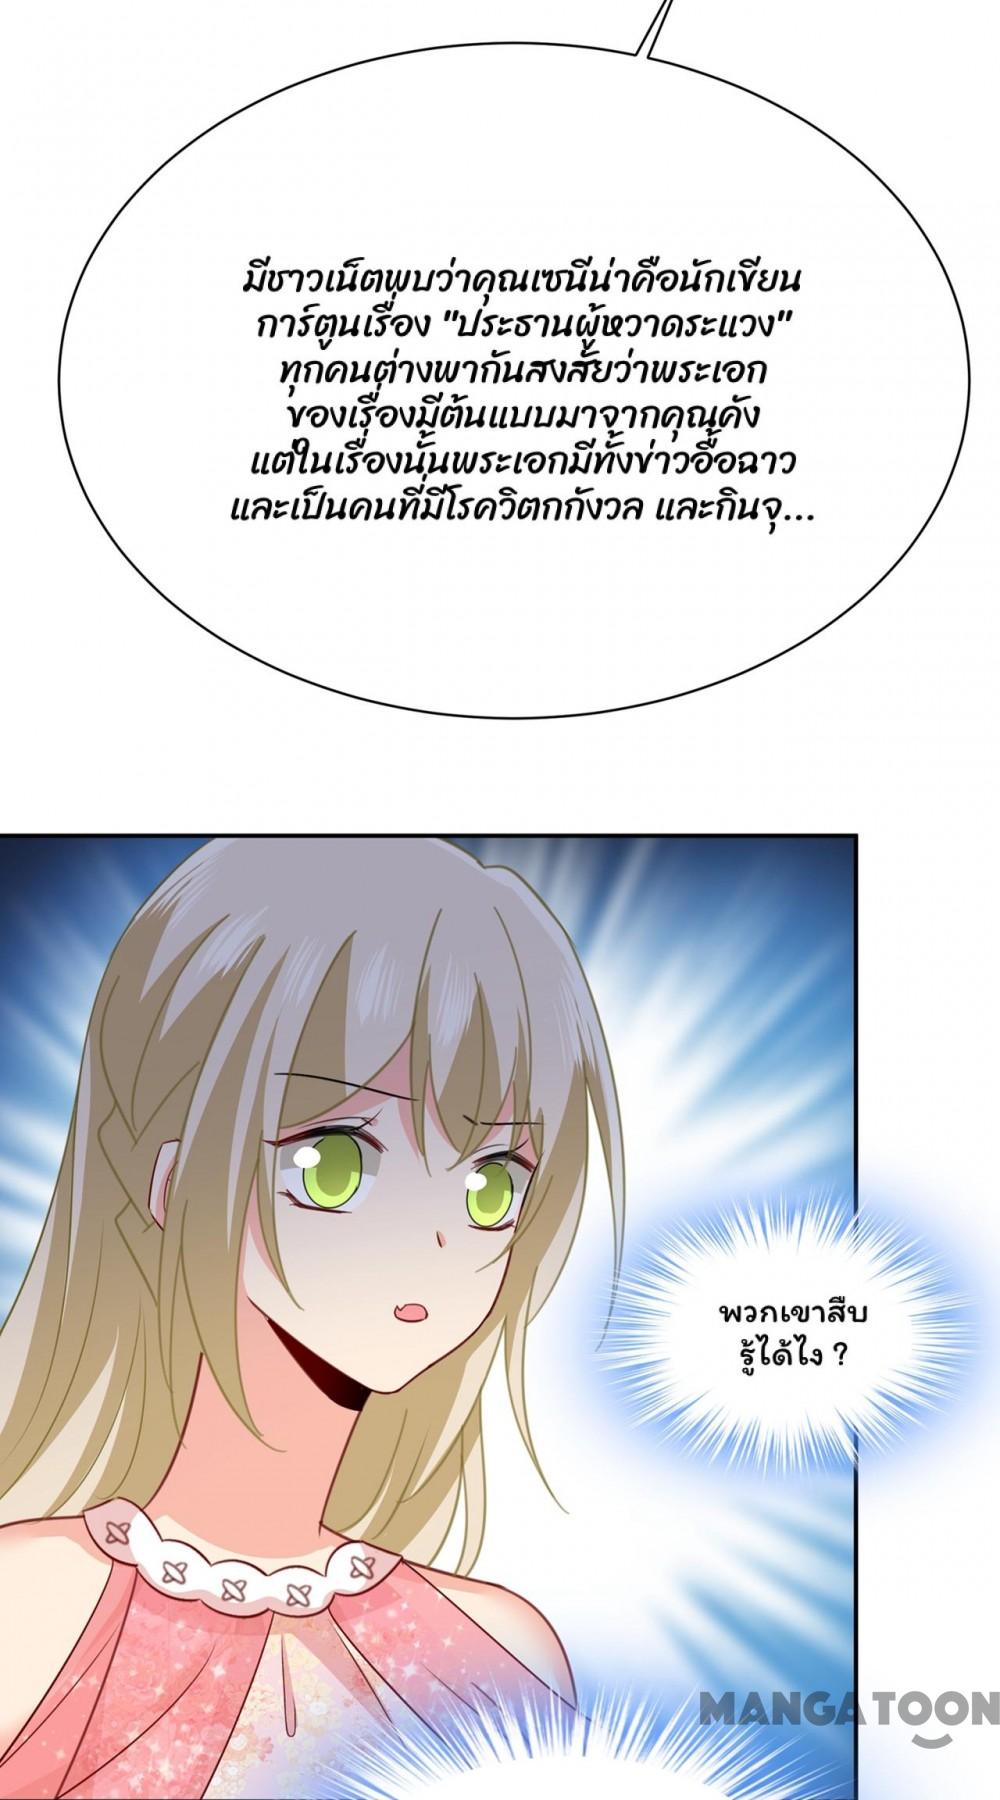 มีชาวเน็ตพบว่าคุณเซนีน่าคือนักเขียน
การ์ตูนเรื่อง "ประธานผู้หวาดระแวง"
ทุกคนต่างพากันสงสัยว่าพระเอก
ของเรื่องมีต้นแบบมาจากคุณคัง
แต่ในเรื่องนั้นพระเอกมีทั้งข่าวอื้อฉาว
และเป็นคนที่มีโรควิตกกังวล และกินจุ...
พวกเขาสืบ
รู้ได้ไง ?
MANGATOON